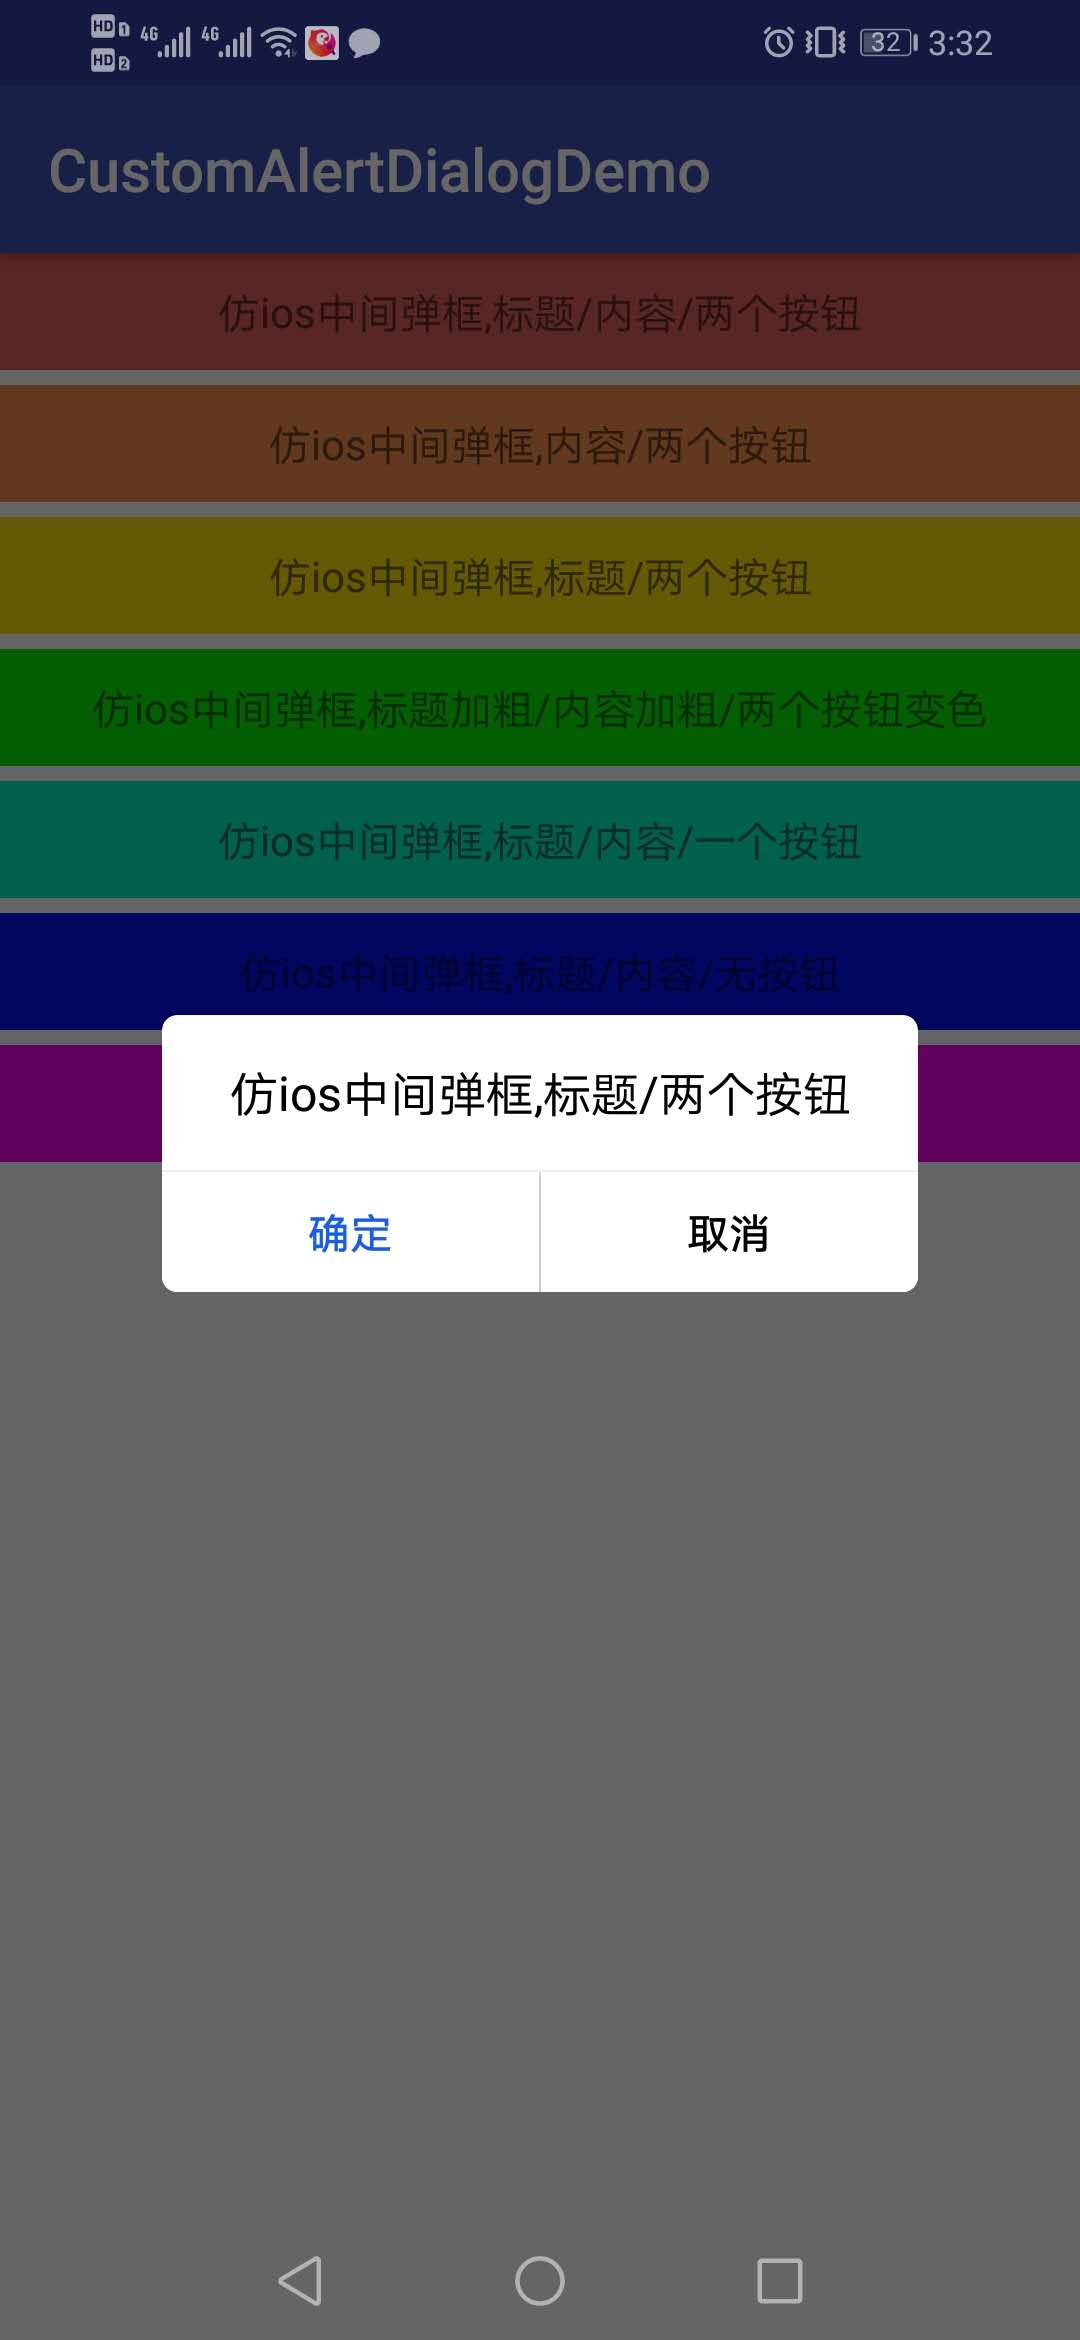 HD 1 4G 4G 32 3:32
HD 2
CustomAlertDialogDemo
仿ios中间弹框,标题/内容/两个按钮
仿ios中间弹框,内容/两个按钮
仿ios中间弹框,标题/两个按钮
仿ios中间弹框,标题加粗/内容加粗/两个按钮变色
仿ios中间弹框,标题/内容/一个按钮
仿ios中间弹框,标题/内容/无按钮
仿ios中间弹框,标题/两个按钮
确定 取消